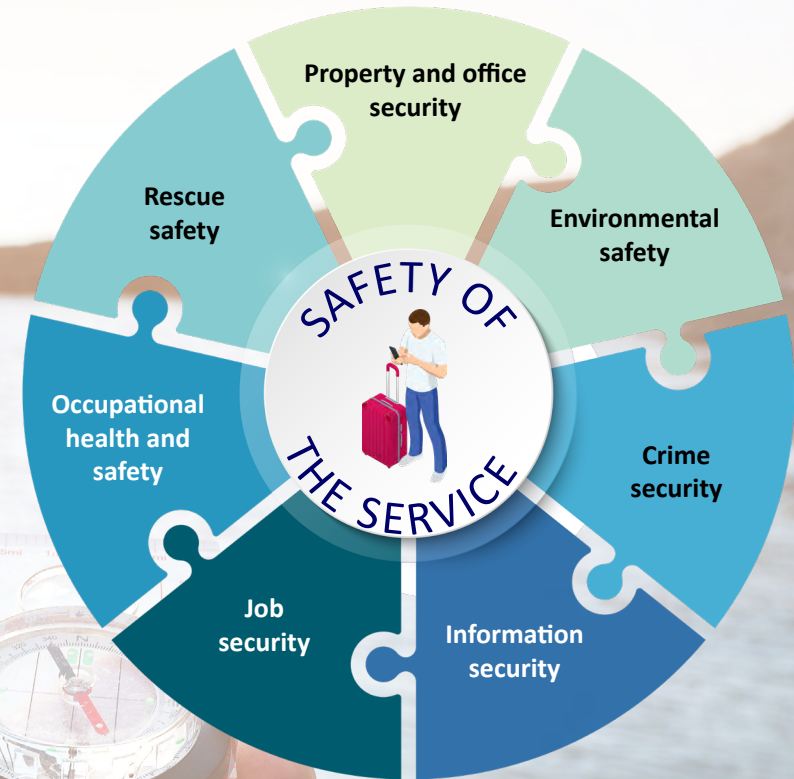 Property and office
security
Environmental
safety
Crime
security
Information
security
Job
security
Occupational
health and
safety
Rescue
safety
SAFETY OF
THE SERVICE